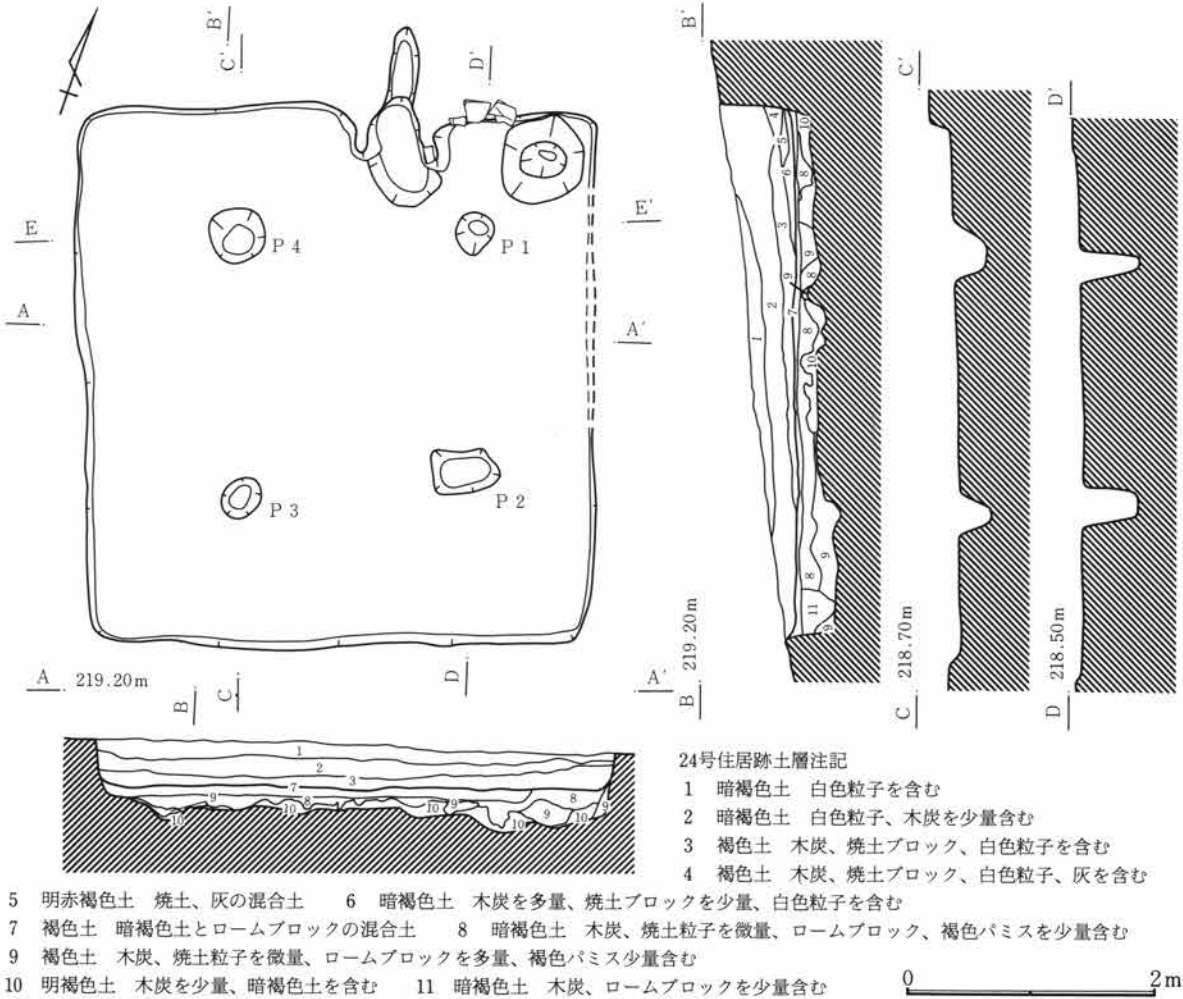 B'
C'
D'
E
E'
P 4
P 1
A
A'
P 3
P 2
A 219.20m
A'
B
C
D
1
2
3
7
9
8
10
10
10
9
10
8
9
10
9
B'
4
10
5
8
6
3
9
8
9
2
7
1
8
10
9
8
11
9
B 219.20m
C'
C 218.70m
D'
D 218.50m
24号住居跡土層注記
1 暗褐色土 白色粒子を含む
2 暗褐色土 白色粒子、木炭を少量含む
3 褐色土 木炭、焼土ブロック、白色粒子を含む
4 褐色土 木炭、焼土ブロック、白色粒子、灰を含む
5 明赤褐色土 焼土、灰の混合土 6 暗褐色土 木炭を多量、焼土ブロックを少量、白色粒子を含む
7 褐色土 暗褐色土とロームブロックの混合土 8 暗褐色土 木炭、焼土粒子を微量、ロームブロック、褐色パミスを少量含む
9 褐色土 木炭、焼土粒子を微量、ロームブロックを多量、褐色パミス少量含む
10 明褐色土 木炭を少量、暗褐色土を含む 11 暗褐色土 木炭、ロームブロックを少量含む
0 2m